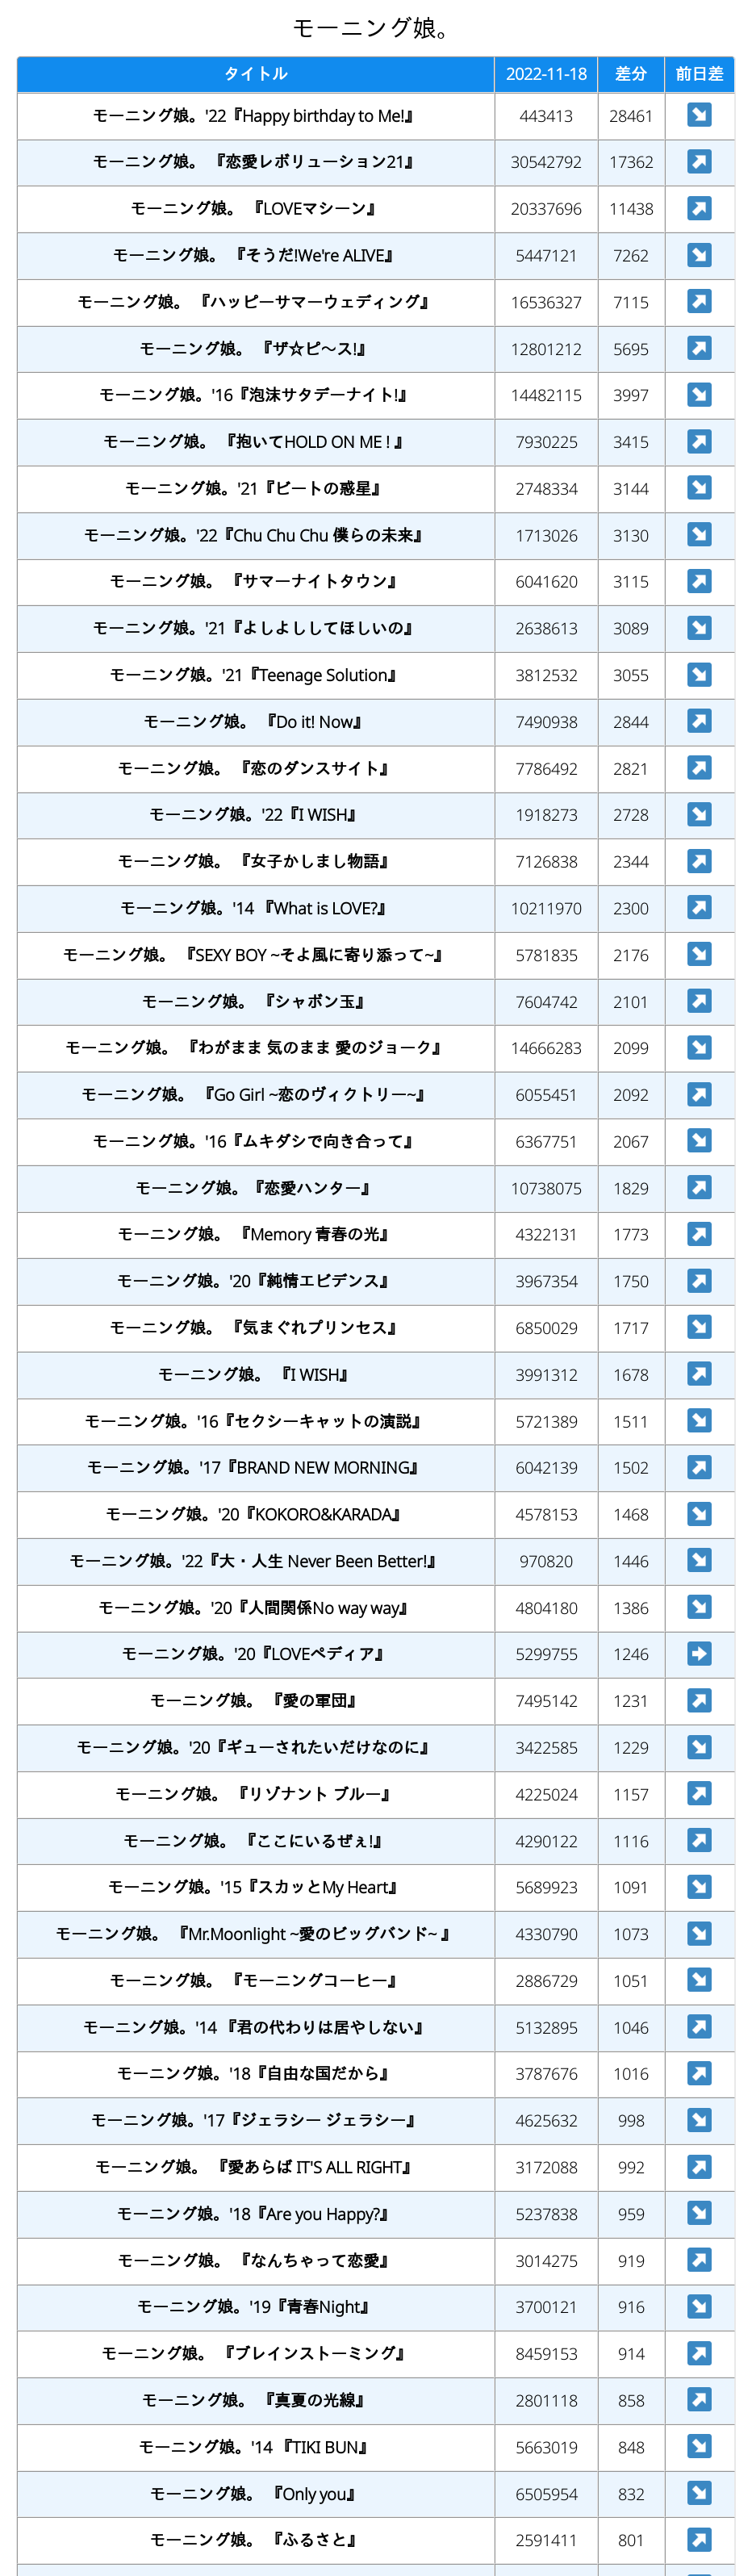 モーニング娘。
タイトル 2022-11-18 差分 前日差
モーニング娘。'22『Happy birthday to Me!』 443413 28461 ↘
モーニング娘。 『恋愛レボリューション21』 30542792 17362 ↗
モーニング娘。 『LOVEマシーン』 20337696 11438 ↗
モーニング娘。 『そうだ!We're ALIVE』 5447121 7262 ↘
モーニング娘。 『ハッピーサマーウェディング』 16536327 7115 ↗
モーニング娘。 『ザ☆ピ〜ス!』 12801212 5695 ↗
モーニング娘。'16『泡沫サタデーナイト!』 14482115 3997 ↘
モーニング娘。 『抱いてHOLD ON ME ! 』 7930225 3415 ↗
モーニング娘。'21『ビートの惑星』 2748334 3144 ↘
モーニング娘。'22『Chu Chu Chu 僕らの未来』 1713026 3130 ↘
モーニング娘。 『サマーナイトタウン』 6041620 3115 ↗
モーニング娘。'21『よしよししてほしいの』 2638613 3089 ↘
モーニング娘。'21『Teenage Solution』 3812532 3055 ↘
モーニング娘。 『Do it! Now』 7490938 2844 ↗
モーニング娘。 『恋のダンスサイト』 7786492 2821 ↗
モーニング娘。'22『I WISH』 1918273 2728 ↘
モーニング娘。 『女子かしまし物語』 7126838 2344 ↗
モーニング娘。'14 『What is LOVE?』 10211970 2300 ↗
モーニング娘。 『SEXY BOY ~そよ風に寄り添って~』 5781835 2176 ↘
モーニング娘。 『シャボン玉』 7604742 2101 ↗
モーニング娘。 『わがまま 気のまま 愛のジョーク』 14666283 2099 ↘
モーニング娘。 『Go Girl ~恋のヴィクトリー~』 6055451 2092 ↗
モーニング娘。'16『ムキダシで向き合って』 6367751 2067 ↘
モーニング娘。『恋愛ハンター』 10738075 1829 ↗
モーニング娘。 『Memory 青春の光』 4322131 1773 ↗
モーニング娘。'20『純情エビデンス』 3967354 1750 ↗
モーニング娘。 『気まぐれプリンセス』 6850029 1717 ↘
モーニング娘。 『I WISH』 3991312 1678 ↗
モーニング娘。'16『セクシーキャットの演説』 5721389 1511 ↘
モーニング娘。'17『BRAND NEW MORNING』 6042139 1502 ↗
モーニング娘。'20『KOKORO&KARADA』 4578153 1468 ↘
モーニング娘。'22『大・人生 Never Been Better!』 970820 1446 ↘
モーニング娘。'20『人間関係No way way』 4804180 1386 ↘
モーニング娘。'20『LOVEペディア』 5299755 1246 →
モーニング娘。 『愛の軍団』 7495142 1231 ↗
モーニング娘。'20『ギューされたいだけなのに』 3422585 1229 ↘
モーニング娘。 『リゾナント ブルー』 4225024 1157 ↗
モーニング娘。 『ここにいるぜぇ!』 4290122 1116 ↗
モーニング娘。'15『スカッとMy Heart』 5689923 1091 ↘
モーニング娘。 『Mr.Moonlight ~愛のビッグバンド~ 』 4330790 1073 ↘
モーニング娘。 『モーニングコーヒー』 2886729 1051 ↘
モーニング娘。'14 『君の代わりは居やしない』 5132895 1046 ↗
モーニング娘。'18『自由な国だから』 3787676 1016 ↗
モーニング娘。'17『ジェラシー ジェラシー』 4625632 998 ↘
モーニング娘。 『愛あらば IT'S ALL RIGHT』 3172088 992 ↗
モーニング娘。'18『Are you Happy?』 5237838 959 ↘
モーニング娘。 『なんちゃって恋愛』 3014275 919 ↗
モーニング娘。'19『青春Night』 3700121 916 ↘
モーニング娘。 『ブレインストーミング』 8459153 914 ↗
モーニング娘。 『真夏の光線』 2801118 858 ↗
モーニング娘。'14 『TIKI BUN』 5663019 848 ↘
モーニング娘。 『Only you』 6505954 832 ↘
モーニング娘。 『ふるさと』 2591411 801 ↗